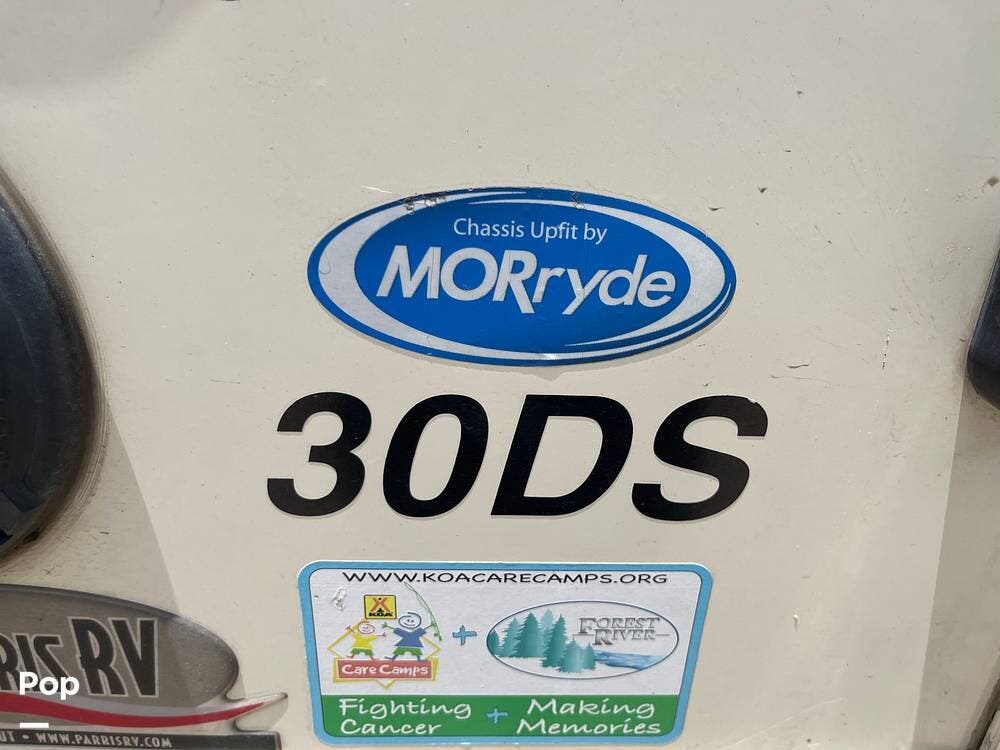 Chassis Upfit by
MORryde
30DS
WWW.KOACARECAMPS.ORG
KOA
Care Camps
+
FOREST
RIVER
Fighting + Making
Cancer Memories
RIS RV
Pop
UT • WWW.PARRISRV.COM